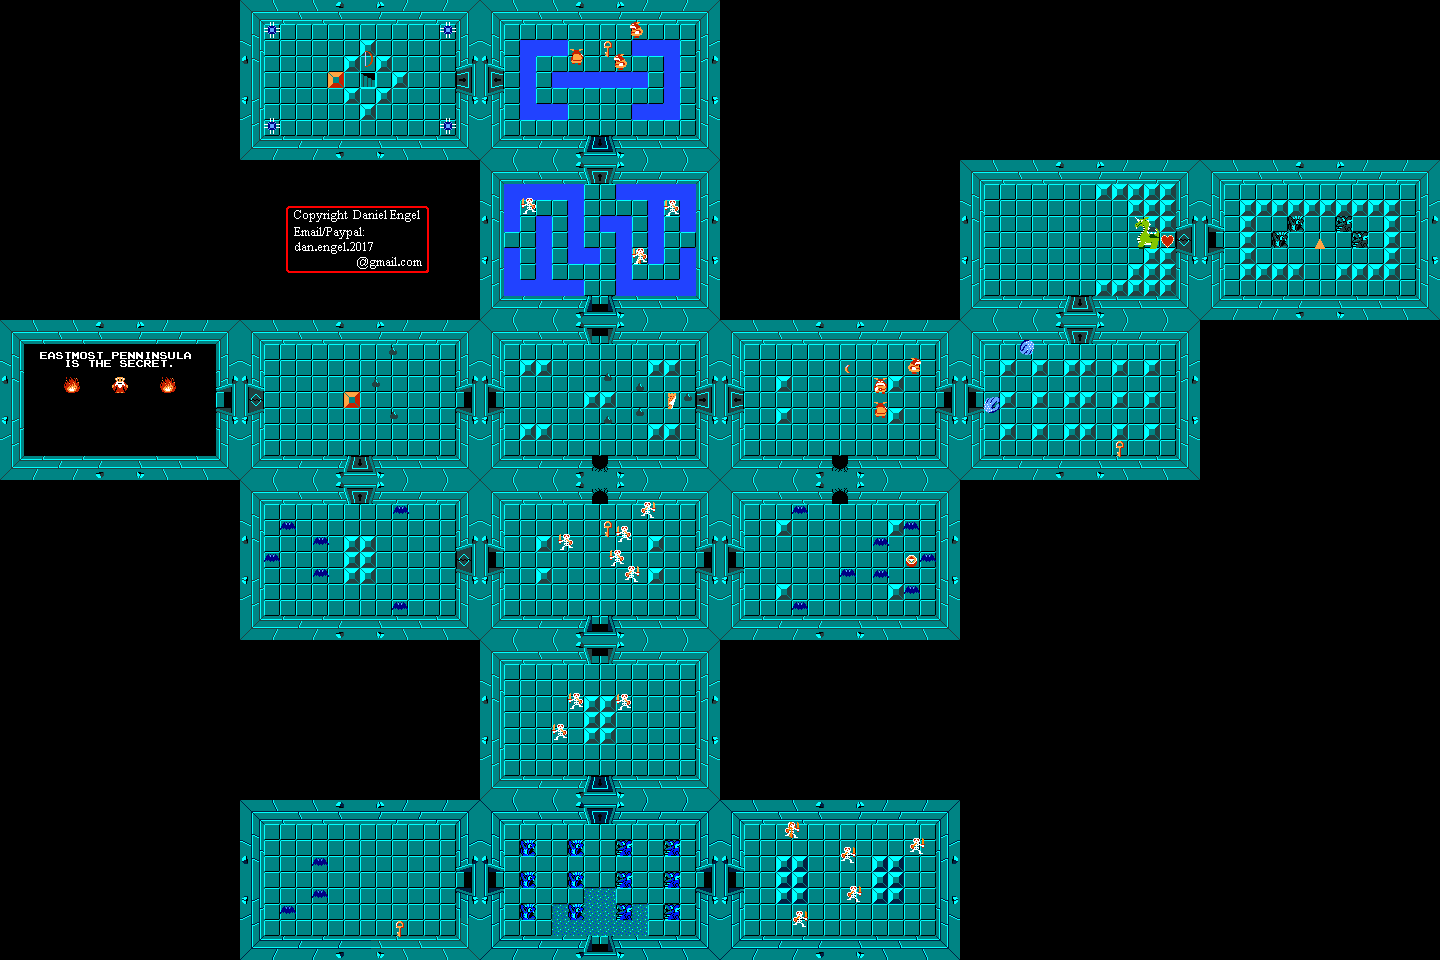 Copyright Daniel Engel
Email/Paypal:
dan.engel.2017
@gmail.com
EASTMOST PENNINSULA
IS THE SECRET.